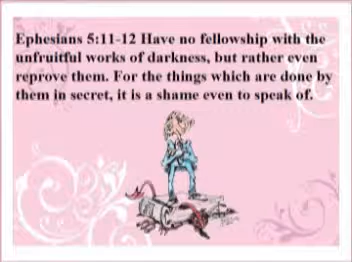 Ephesians 5:11-12 Have no fellowship with the
unfruitful works of darkness, but rather even
reprove them. For the things which are done by
them in secret, it is a shame even to speak of.